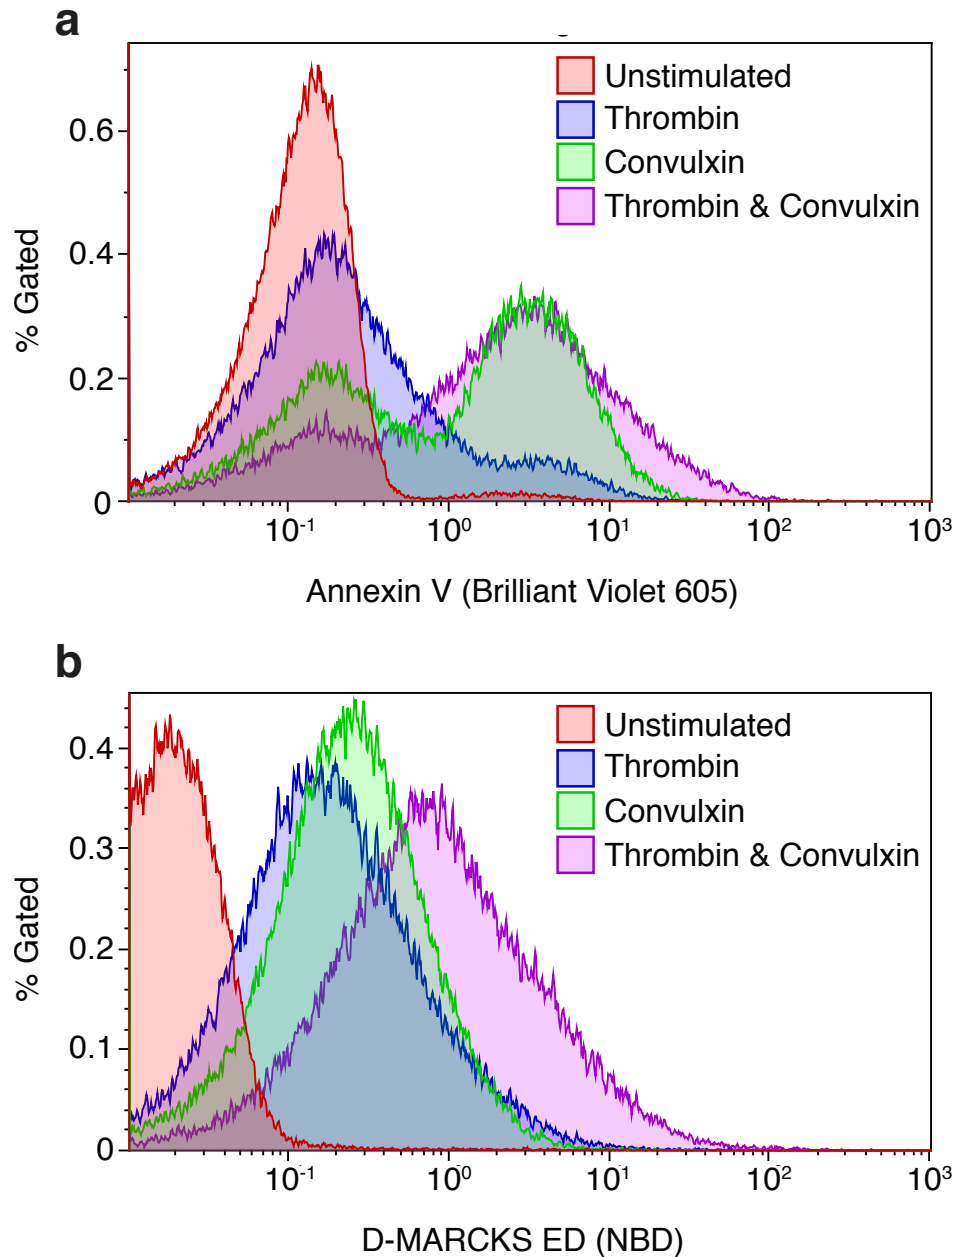 a
Unstimulated
Thrombin
Convulxin
Thrombin & Convulxin
% Gated
0.6
0.4
0.2
0
10⁻¹
10⁰
10¹
10²
10³
Annexin V (Brilliant Violet 605)
b
Unstimulated
Thrombin
Convulxin
Thrombin & Convulxin
% Gated
0.4
0.3
0.2
0.1
0
10⁻¹
10⁰
10¹
10²
10³
D-MARCKS ED (NBD)